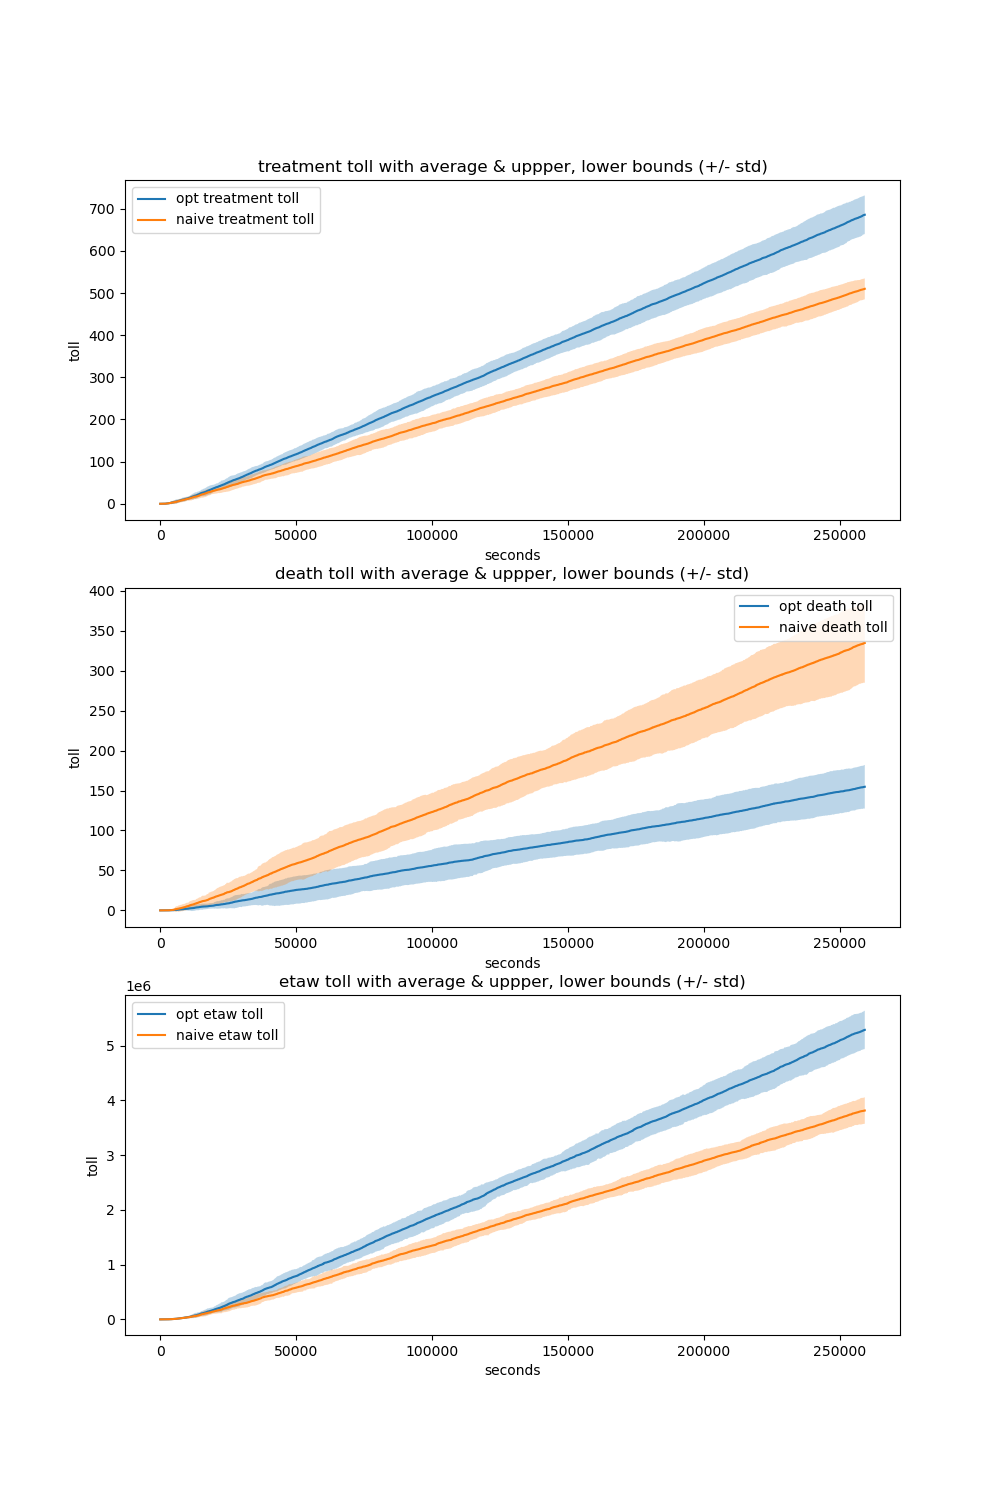 treatment toll with average & uppper, lower bounds (+/- std)
opt treatment toll
naive treatment toll
700
600
500
400
300
200
100
0
toll
0 50000 100000 150000 200000 250000
seconds
death toll with average & uppper, lower bounds (+/- std)
opt death toll
naive death toll
400
350
300
250
200
150
100
50
0
toll
0 50000 100000 150000 200000 250000
seconds
etaw toll with average & uppper, lower bounds (+/- std)
1e6
opt etaw toll
naive etaw toll
5
4
3
2
1
0
toll
0 50000 100000 150000 200000 250000
seconds